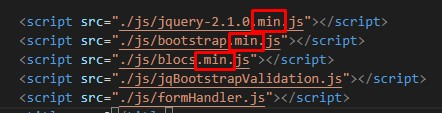 <script src="./js/jquery-2.1.0.min.js"></script>
<script src="./js/bootstrap.min.js"></script>
<script src="./js/blocs.min.js"></script>
<script src="./js/jqBootstrapValidation.js"></script>
<script src="./js/formHandler.js"></script>